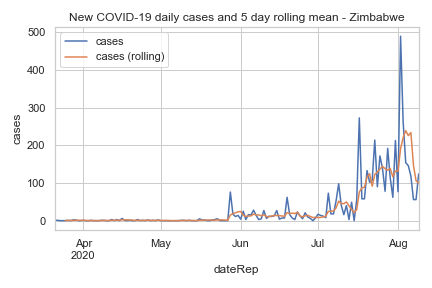 New COVID-19 daily cases and 5 day rolling mean - Zimbabwe
cases
cases (rolling)
500
400
300
200
100
0
cases
Apr
2020
May
Jun
Jul
Aug
dateRep